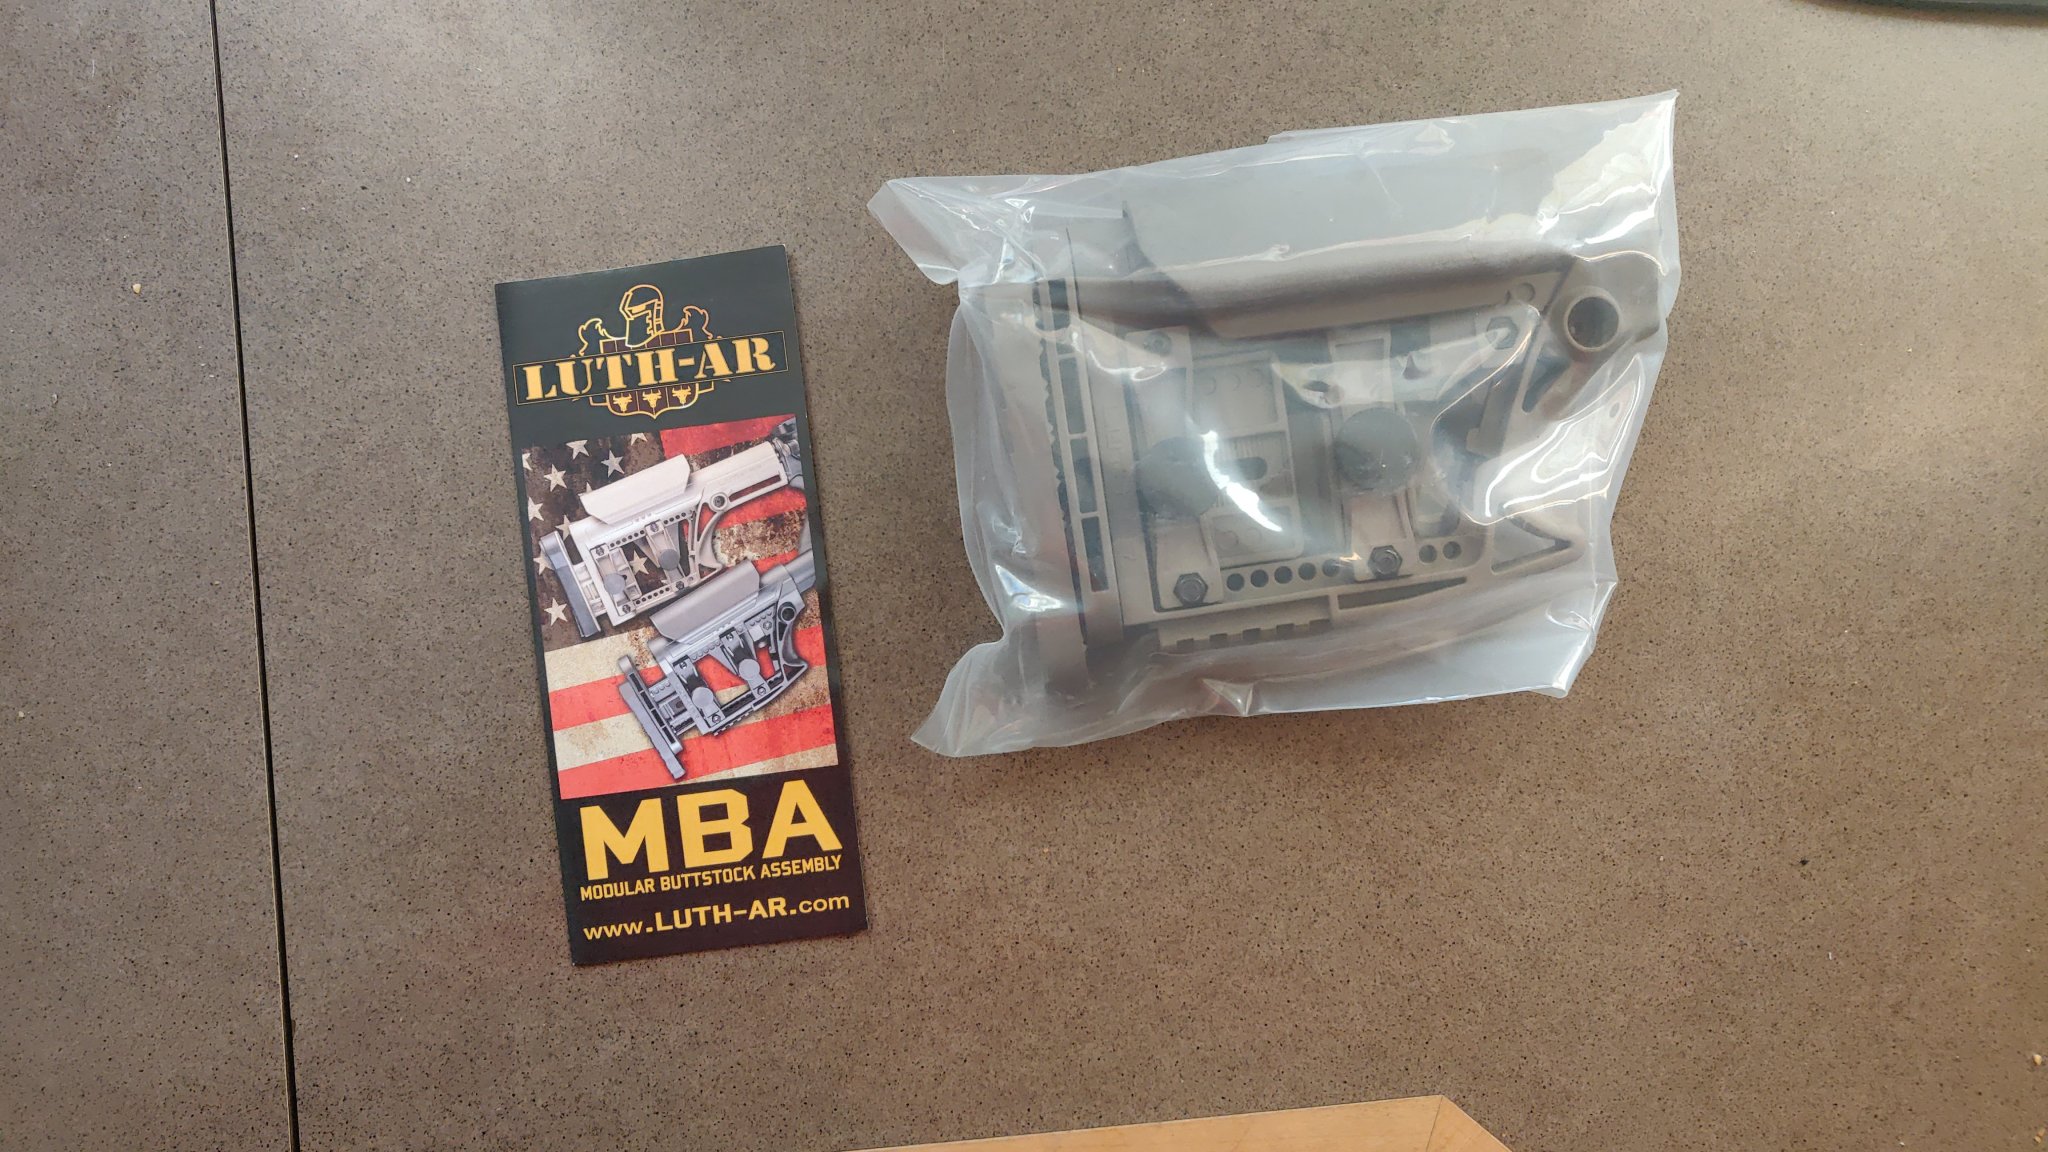 LUTH-AR
MBA
MODULAR BUTTSTOCK ASSEMBLY
www.LUTH-AR.com